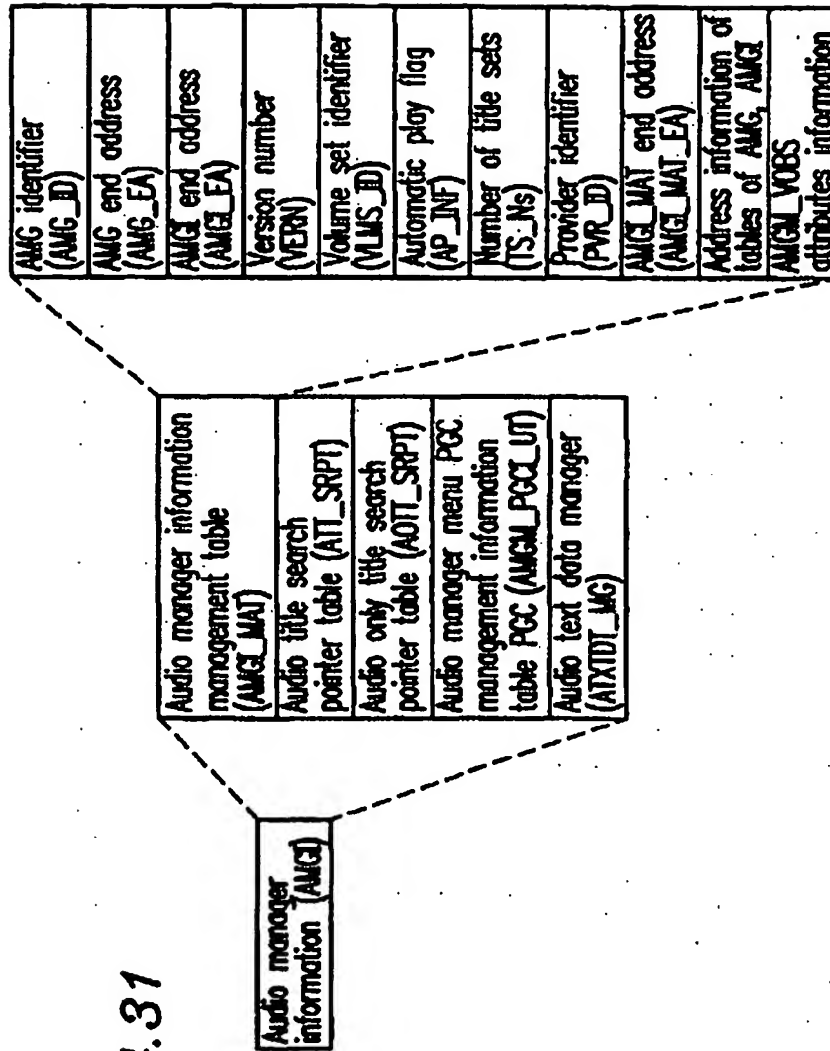 .31
Audio manager
information (AMGI)
Audio manager information
management table
(AMGI_MAT)
Audio title search
pointer table (ATT_SRPT)
Audio only title search
pointer table (AOTT_SRPT)
Audio manager menu PGC
management information
table PGC (AMGM_PGCI_UT)
Audio text data manager
(ATXTDT_MG)
AMG identifier
(AMG_ID)
AMG end address
(AMG_EA)
AMGI end address
(AMGI_EA)
Version number
(VERN)
Volume set identifier
(VLMS_ID)
Automatic play flag
(AP_INF)
Number of title sets
(TS_Ns)
Provider identifier
(PVR_ID)
AMGI_MAT end address
(AMGI_MAT_EA)
Address information of
tables of AMG, AMGI
AMGM_VOBS
attributes information